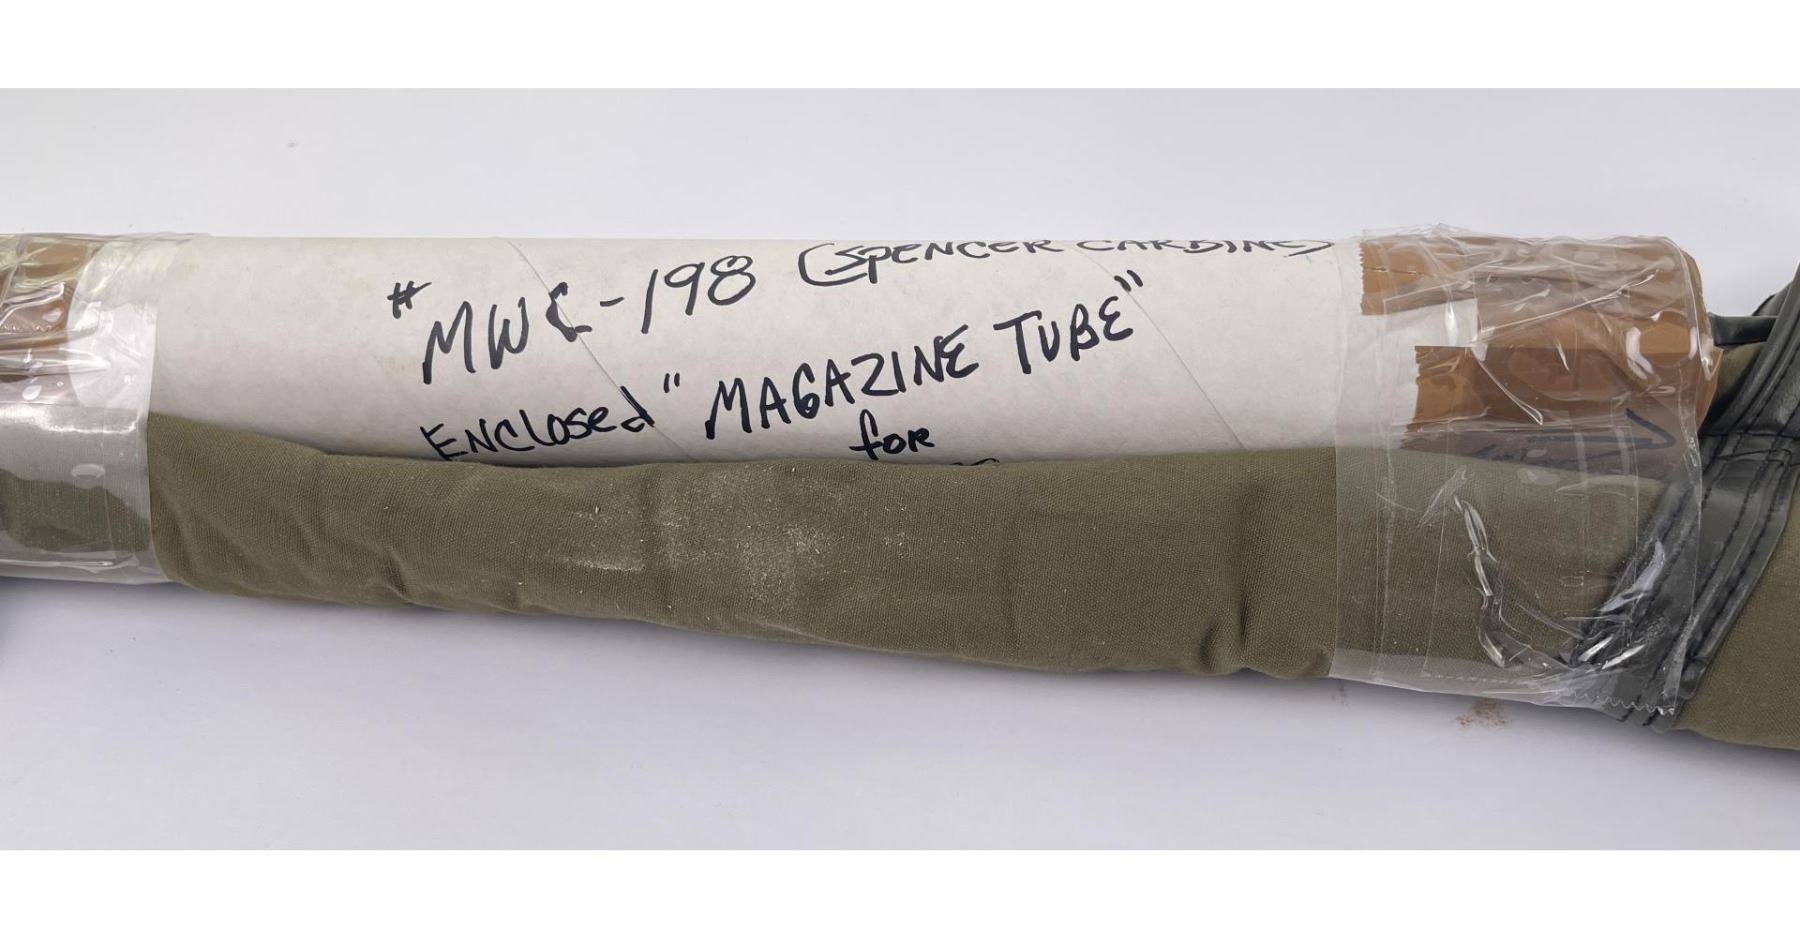 # MWC-198 (SPENCER CARBINE)
ENCLOSED "MAGAZINE TUBE"
for